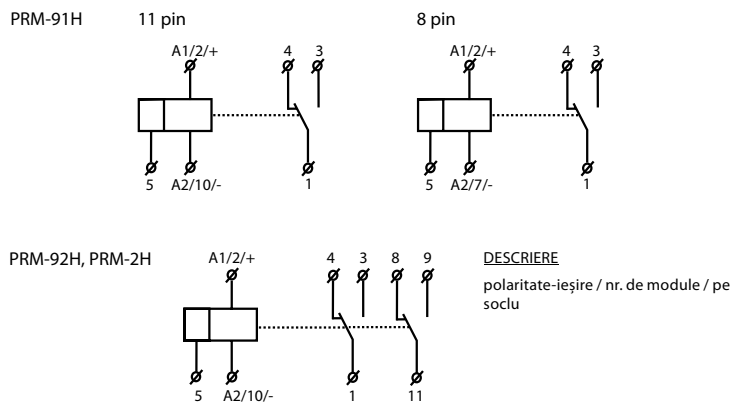 PRM-91H 11 pin 8 pin
A1/2/+ 4 3 A1/2/+ 4 3
5 A2/10/- 1 5 A2/7/- 1
PRM-92H, PRM-2H A1/2/+ 4 3 8 9 DESCRIERE
polaritate-ieșire / nr. de module / pe
soclu
5 A2/10/- 1 11